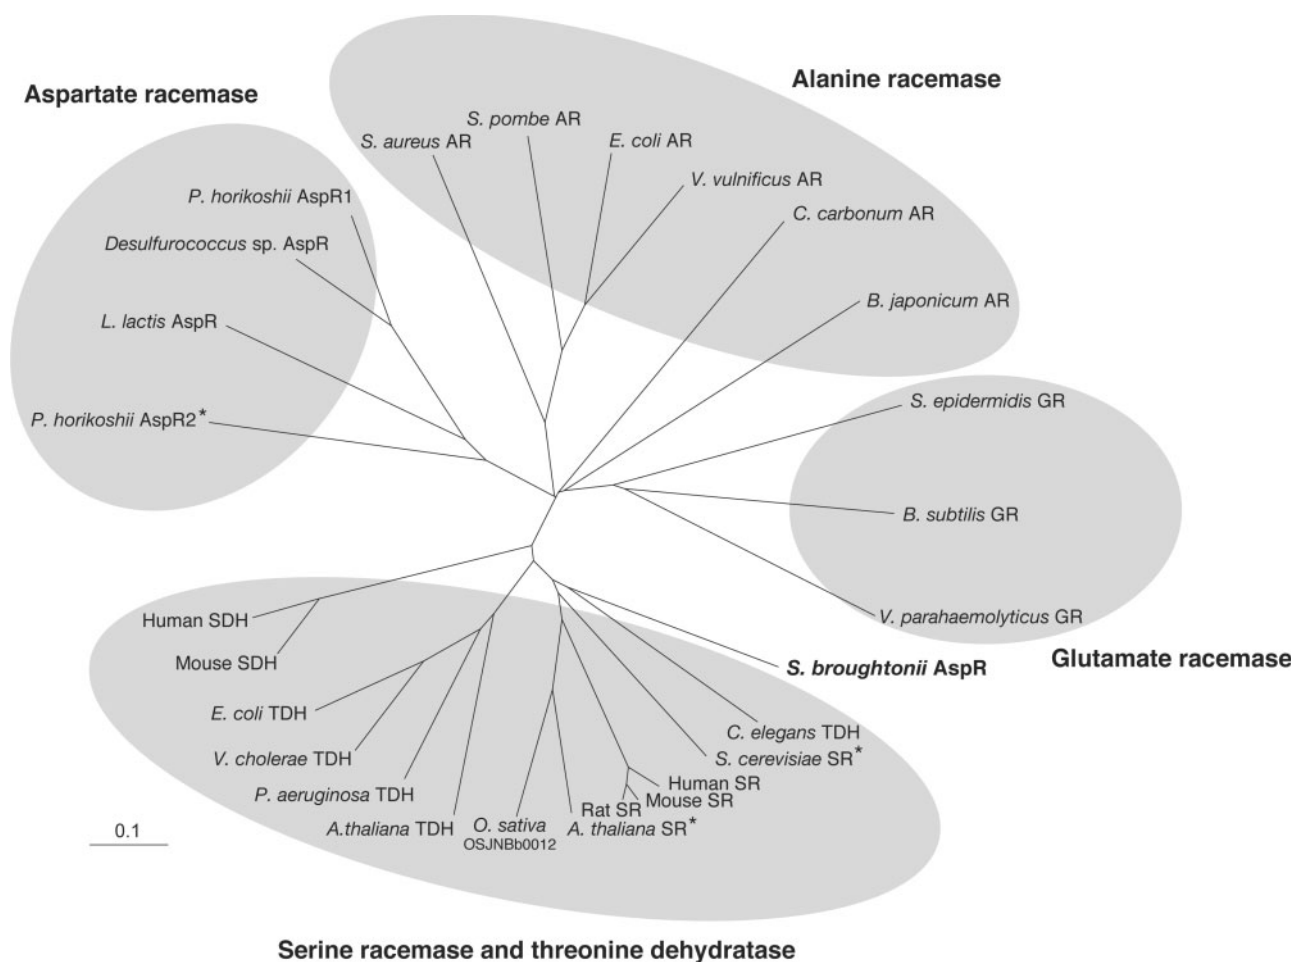 Alanine racemase
Aspartate racemase
S. pombe AR
S. aureus AR
E. coli AR
V. vulnificus AR
C. carbonum AR
B. japonicum AR
P. horikoshii AspR1
Desulfurococcus sp. AspR
L. lactis AspR
P. horikoshii AspR2*
S. epidermidis GR
B. subtilis GR
V. parahaemolyticus GR
Glutamate racemase
Human SDH
Mouse SDH
S. broughtonii AspR
E. coli TDH
V. cholerae TDH
P. aeruginosa TDH
A.thaliana TDH
O. sativa
OSJNBb0012
A. thaliana SR*
Rat SR
Mouse SR
Human SR
S. cerevisiae SR*
C. elegans TDH
0.1
Serine racemase and threonine dehydratase